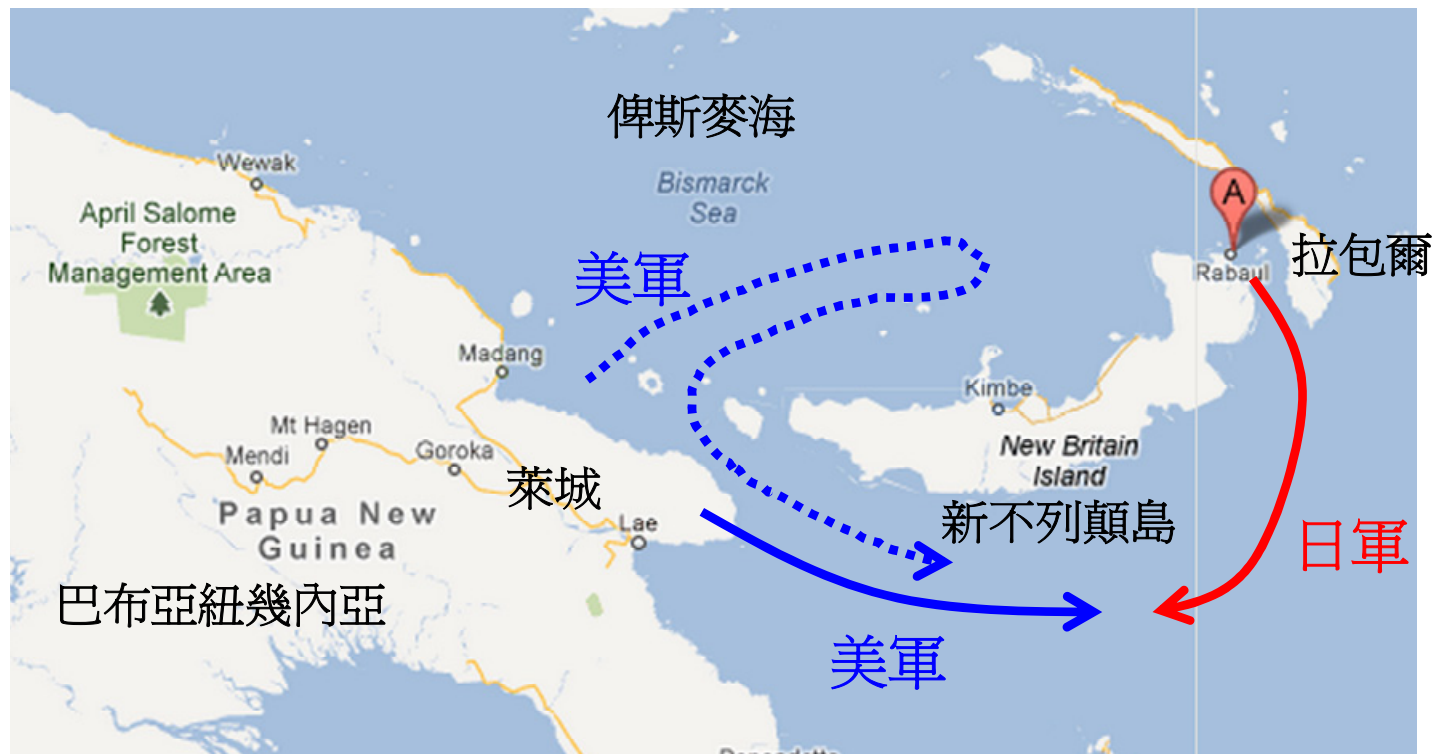 俾斯麥海
Wewak
Bismarck
Sea
A
April Salome
Forest
Management Area
美軍
Rabaul
拉包爾
Madang
Kimbe
Mt Hagen
Mendi
Goroka
New Britain
Island
萊城
Lae
新不列顛島
Papua New
Guinea
日軍
巴布亞紐幾內亞
美軍